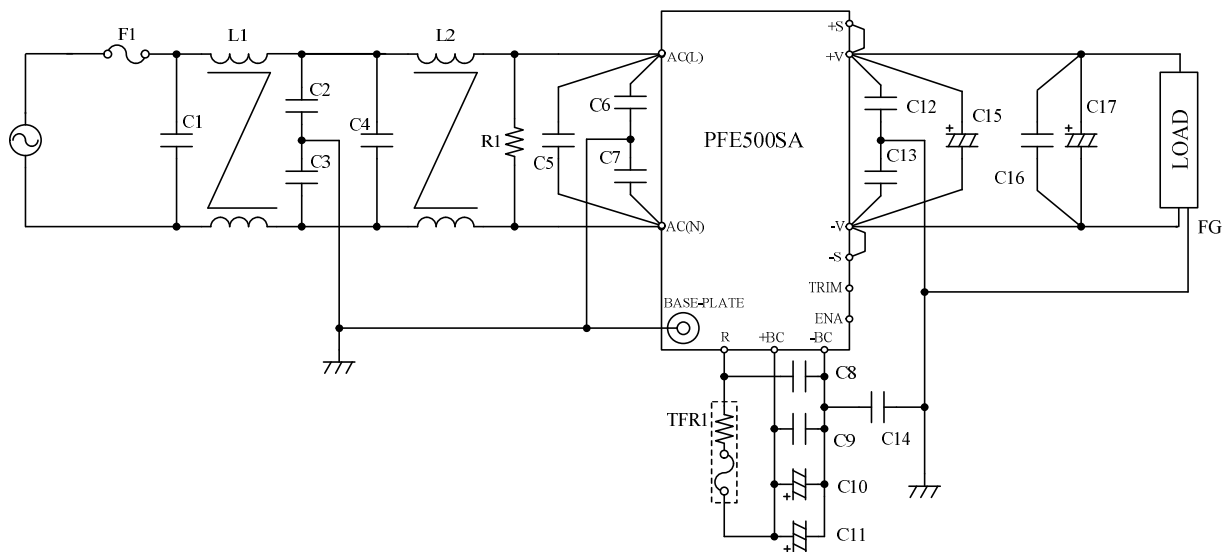 F1
L1
L2
C1
C2
C3
C4
R1
C5
C6
C7
AC(L)
AC(N)
PFE500SA
BASE-PLATE
R
+BC
-BC
+S
+V
-V
-S
TRIM
ENA
C12
C13
C15
+
C16
C17
+
LOAD
FG
TFR1
C8
C9
C10
+
C11
+
C14